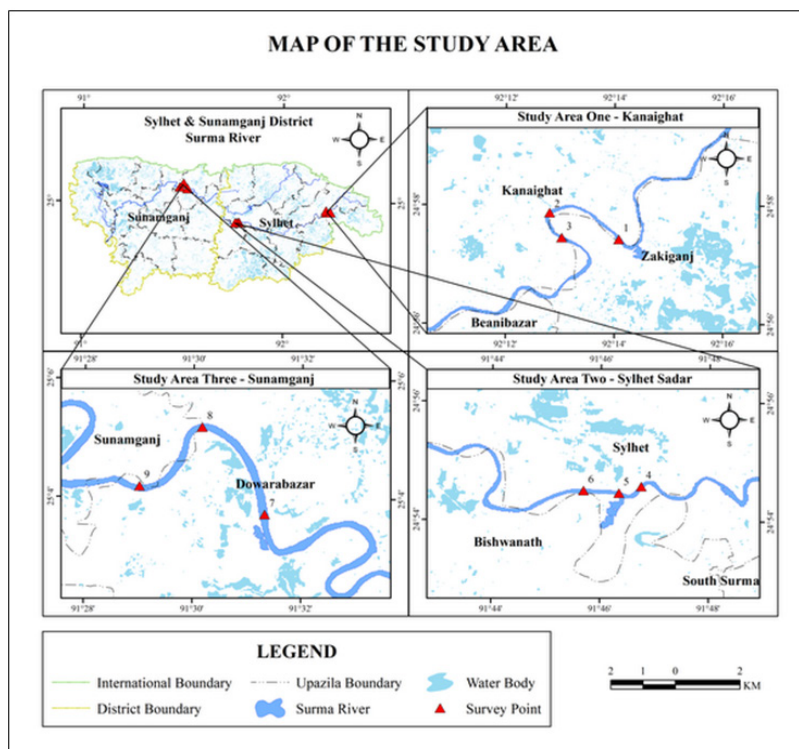 MAP OF THE STUDY AREA
91°
92°
Sylhet & Sunamganj District
Surma River
N
W
E
S
25°
25°
Sunamganj
Sylhet
91°
92°
92°12'
92°14'
92°16'
Study Area One - Kanaighat
N
W
E
S
Kanaighat
2
3
1
Zakiganj
Beanibazar
24°58'
24°56'
24°58'
24°56'
92°12'
92°14'
92°16'
91°28'
91°30'
91°32'
Study Area Three - Sunamganj
N
W
E
S
25°6'
25°4'
25°6'
25°4'
Sunamganj
8
9
Dowarabazar
7
91°28'
91°30'
91°32'
91°44'
91°46'
91°48'
Study Area Two - Sylhet Sadar
N
W
E
S
24°56'
24°54'
24°56'
24°54'
Sylhet
6
5
4
Bishwanath
South Surma
91°44'
91°46'
91°48'
LEGEND
International Boundary
Upazila Boundary
Water Body
District Boundary
Surma River
Survey Point
2 1 0 2
KM